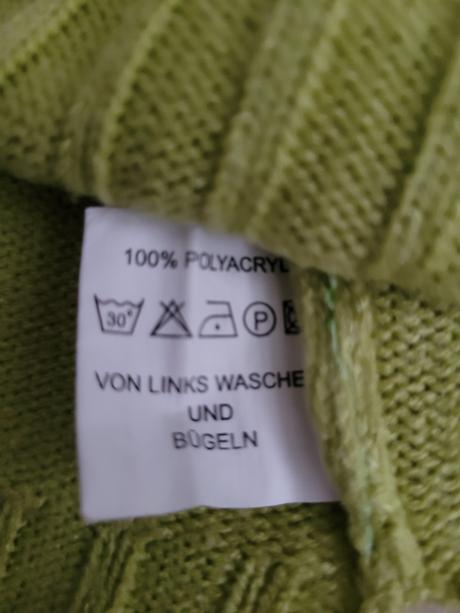 100% POLYACRYL
30°
P
VON LINKS WASCHE
UND
BÜGELN